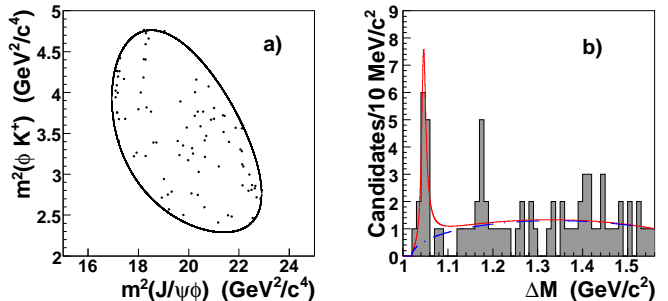 a)
m²(φ K⁺) (GeV²/c⁴)
5
4.5
4
3.5
3
2.5
2
16 18 20 22 24
m²(J/ψφ) (GeV²/c⁴)
b)
Candidates/10 MeV/c²
9
8
7
6
5
4
3
2
1
0
1 1.1 1.2 1.3 1.4 1.5
ΔM (GeV/c²)